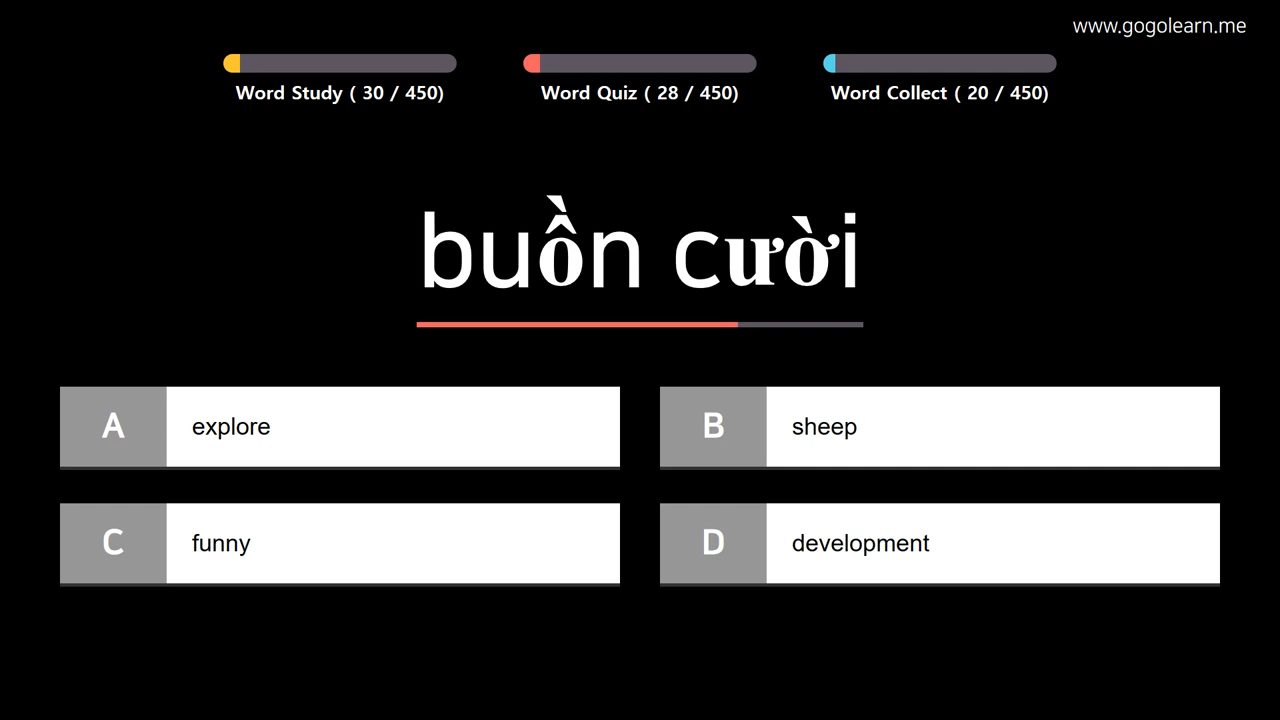 www.gogolearn.me
Word Study ( 30 / 450)
Word Quiz ( 28 / 450)
Word Collect ( 20 / 450)
buồn cười
A explore
B sheep
C funny
D development